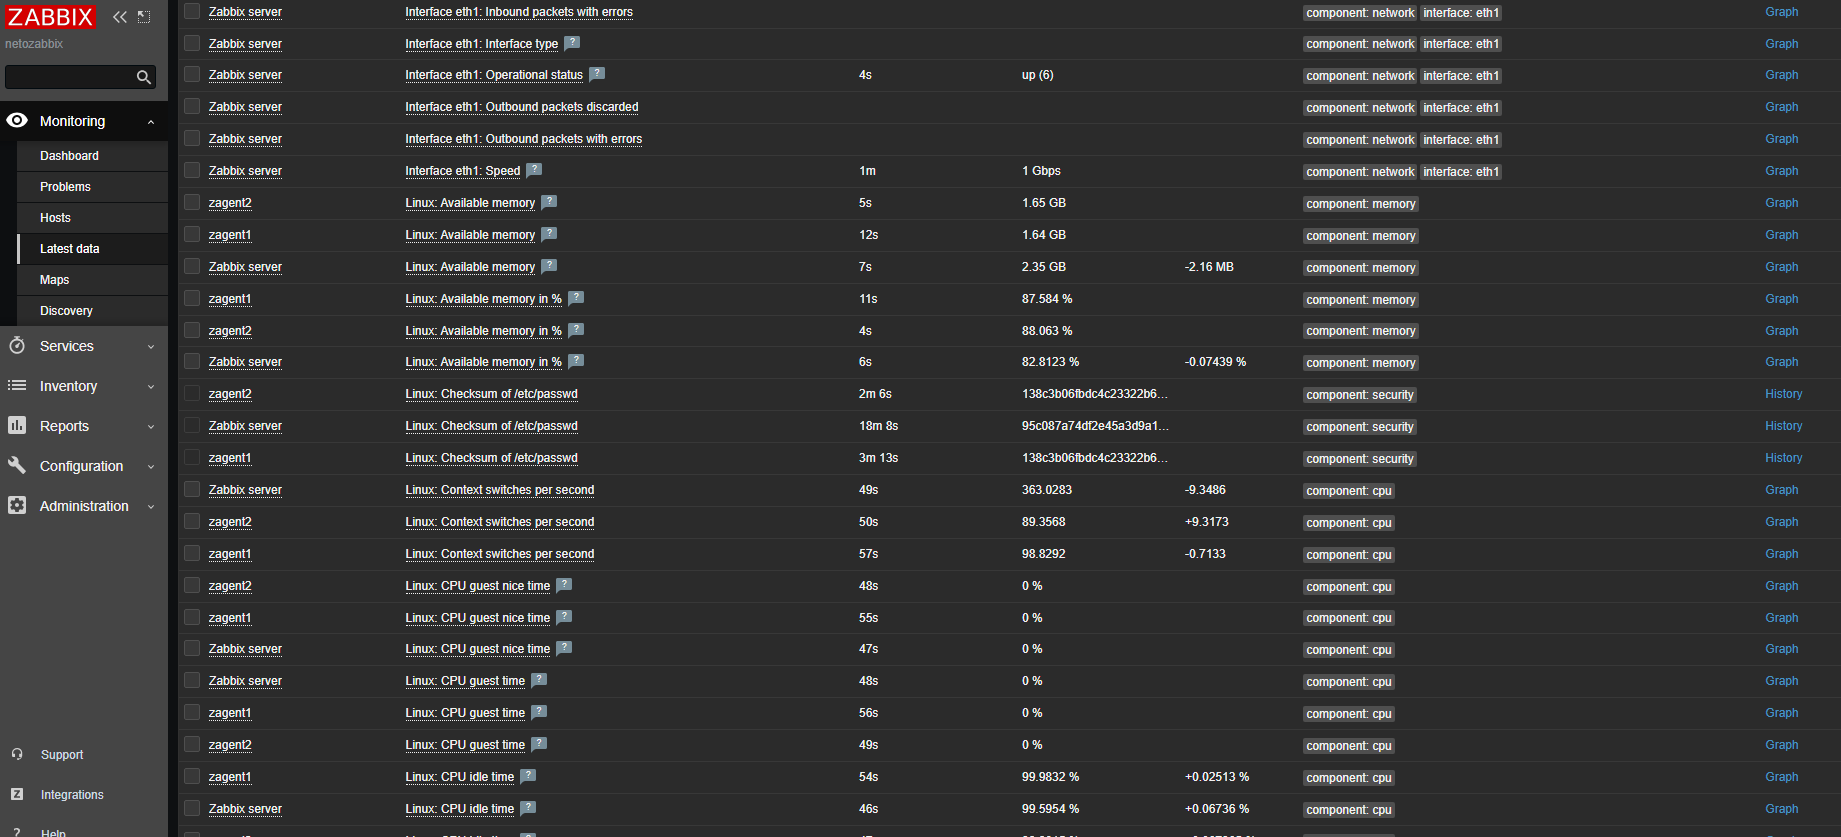 ZABBIX
netozabbix
Monitoring
Dashboard
Problems
Hosts
Latest data
Maps
Discovery
Services
Inventory
Reports
Configuration
Administration
Support
Integrations
Help
Zabbix server Interface eth1: Inbound packets with errors component: network interface: eth1 Graph
Zabbix server Interface eth1: Interface type ? component: network interface: eth1 Graph
Zabbix server Interface eth1: Operational status ? 4s up (6) component: network interface: eth1 Graph
Zabbix server Interface eth1: Outbound packets discarded component: network interface: eth1 Graph
Zabbix server Interface eth1: Outbound packets with errors component: network interface: eth1 Graph
Zabbix server Interface eth1: Speed ? 1m 1 Gbps component: network interface: eth1 Graph
zagent2 Linux: Available memory ? 5s 1.65 GB component: memory Graph
zagent1 Linux: Available memory ? 12s 1.64 GB component: memory Graph
Zabbix server Linux: Available memory ? 7s 2.35 GB -2.16 MB component: memory Graph
zagent1 Linux: Available memory in % ? 11s 87.584 % component: memory Graph
zagent2 Linux: Available memory in % ? 4s 88.063 % component: memory Graph
Zabbix server Linux: Available memory in % ? 6s 82.8123 % -0.07439 % component: memory Graph
zagent2 Linux: Checksum of /etc/passwd 2m 6s 138c3b06fbdc4c23322b6... component: security History
Zabbix server Linux: Checksum of /etc/passwd 18m 8s 95c087a74df2e45a3d9a1... component: security History
zagent1 Linux: Checksum of /etc/passwd 3m 13s 138c3b06fbdc4c23322b6... component: security History
Zabbix server Linux: Context switches per second 49s 363.0283 -9.3486 component: cpu Graph
zagent2 Linux: Context switches per second 50s 89.3568 +9.3173 component: cpu Graph
zagent1 Linux: Context switches per second 57s 98.8292 -0.7133 component: cpu Graph
zagent2 Linux: CPU guest nice time ? 48s 0 % component: cpu Graph
zagent1 Linux: CPU guest nice time ? 55s 0 % component: cpu Graph
Zabbix server Linux: CPU guest nice time ? 47s 0 % component: cpu Graph
Zabbix server Linux: CPU guest time ? 48s 0 % component: cpu Graph
zagent1 Linux: CPU guest time ? 56s 0 % component: cpu Graph
zagent2 Linux: CPU guest time ? 49s 0 % component: cpu Graph
zagent1 Linux: CPU idle time ? 54s 99.9832 % +0.02513 % component: cpu Graph
Zabbix server Linux: CPU idle time ? 46s 99.5954 % +0.06736 % component: cpu Graph